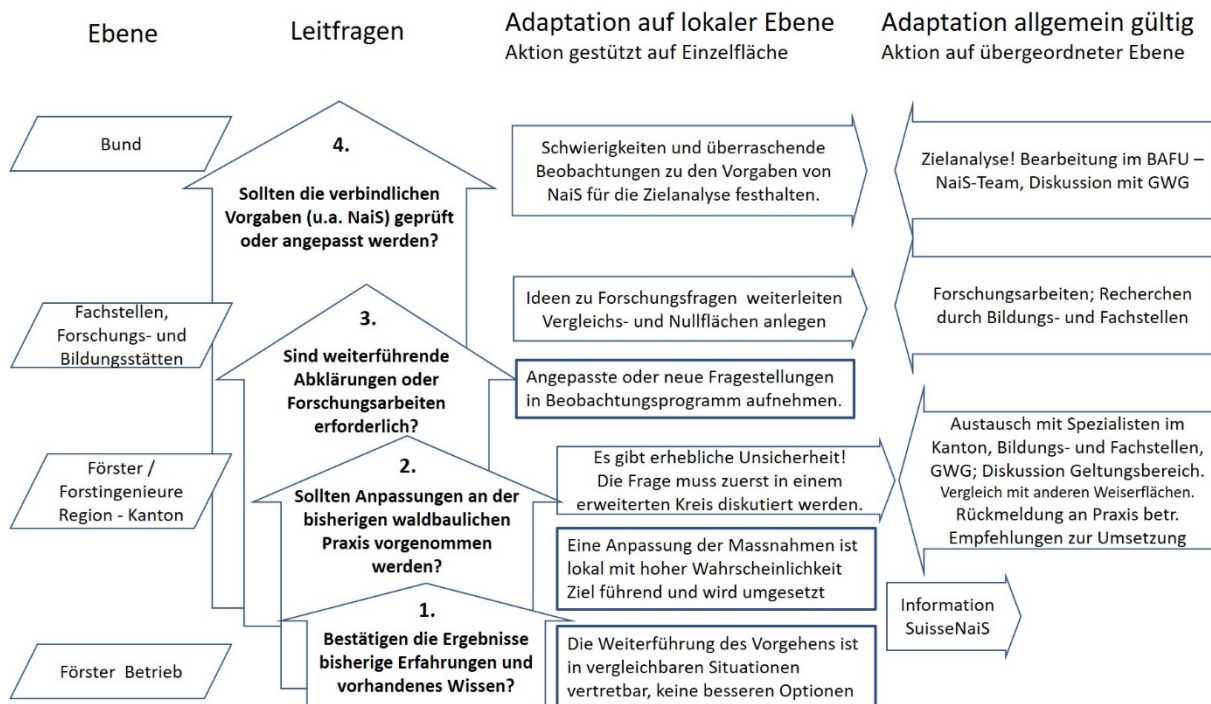 Ebene
Leitfragen
Adaptation auf lokaler Ebene
Aktion gestützt auf Einzelfläche
Adaptation allgemein gültig
Aktion auf übergeordneter Ebene
Bund
4.
Sollten die verbindlichen
Vorgaben (u.a. NaiS) geprüft
oder angepasst werden?
Schwierigkeiten und überraschende
Beobachtungen zu den Vorgaben von
NaiS für die Zielanalyse festhalten.
Zielanalyse! Bearbeitung im BAFU –
NaiS-Team, Diskussion mit GWG
Fachstellen,
Forschungs- und
Bildungsstätten
3.
Sind weiterführende
Abklärungen oder
Forschungsarbeiten
erforderlich?
Ideen zu Forschungsfragen weiterleiten
Vergleichs- und Nullflächen anlegen
Angepasste oder neue Fragestellungen
in Beobachtungsprogramm aufnehmen.
Forschungsarbeiten; Recherchen
durch Bildungs- und Fachstellen
Förster /
Forstingenieure
Region - Kanton
2.
Sollten Anpassungen an der
bisherigen waldbaulichen
Praxis vorgenommen
werden?
Es gibt erhebliche Unsicherheit!
Die Frage muss zuerst in einem
erweiterten Kreis diskutiert werden.
Eine Anpassung der Massnahmen ist
lokal mit hoher Wahrscheinlichkeit
Ziel führend und wird umgesetzt
Austausch mit Spezialisten im
Kanton, Bildungs- und Fachstellen,
GWG; Diskussion Geltungsbereich.
Vergleich mit anderen Weiserflächen.
Rückmeldung an Praxis betr.
Empfehlungen zur Umsetzung
Information
SuisseNaiS
Förster Betrieb
1.
Bestätigen die Ergebnisse
bisherige Erfahrungen und
vorhandenes Wissen?
Die Weiterführung des Vorgehens ist
in vergleichbaren Situationen
vertretbar, keine besseren Optionen